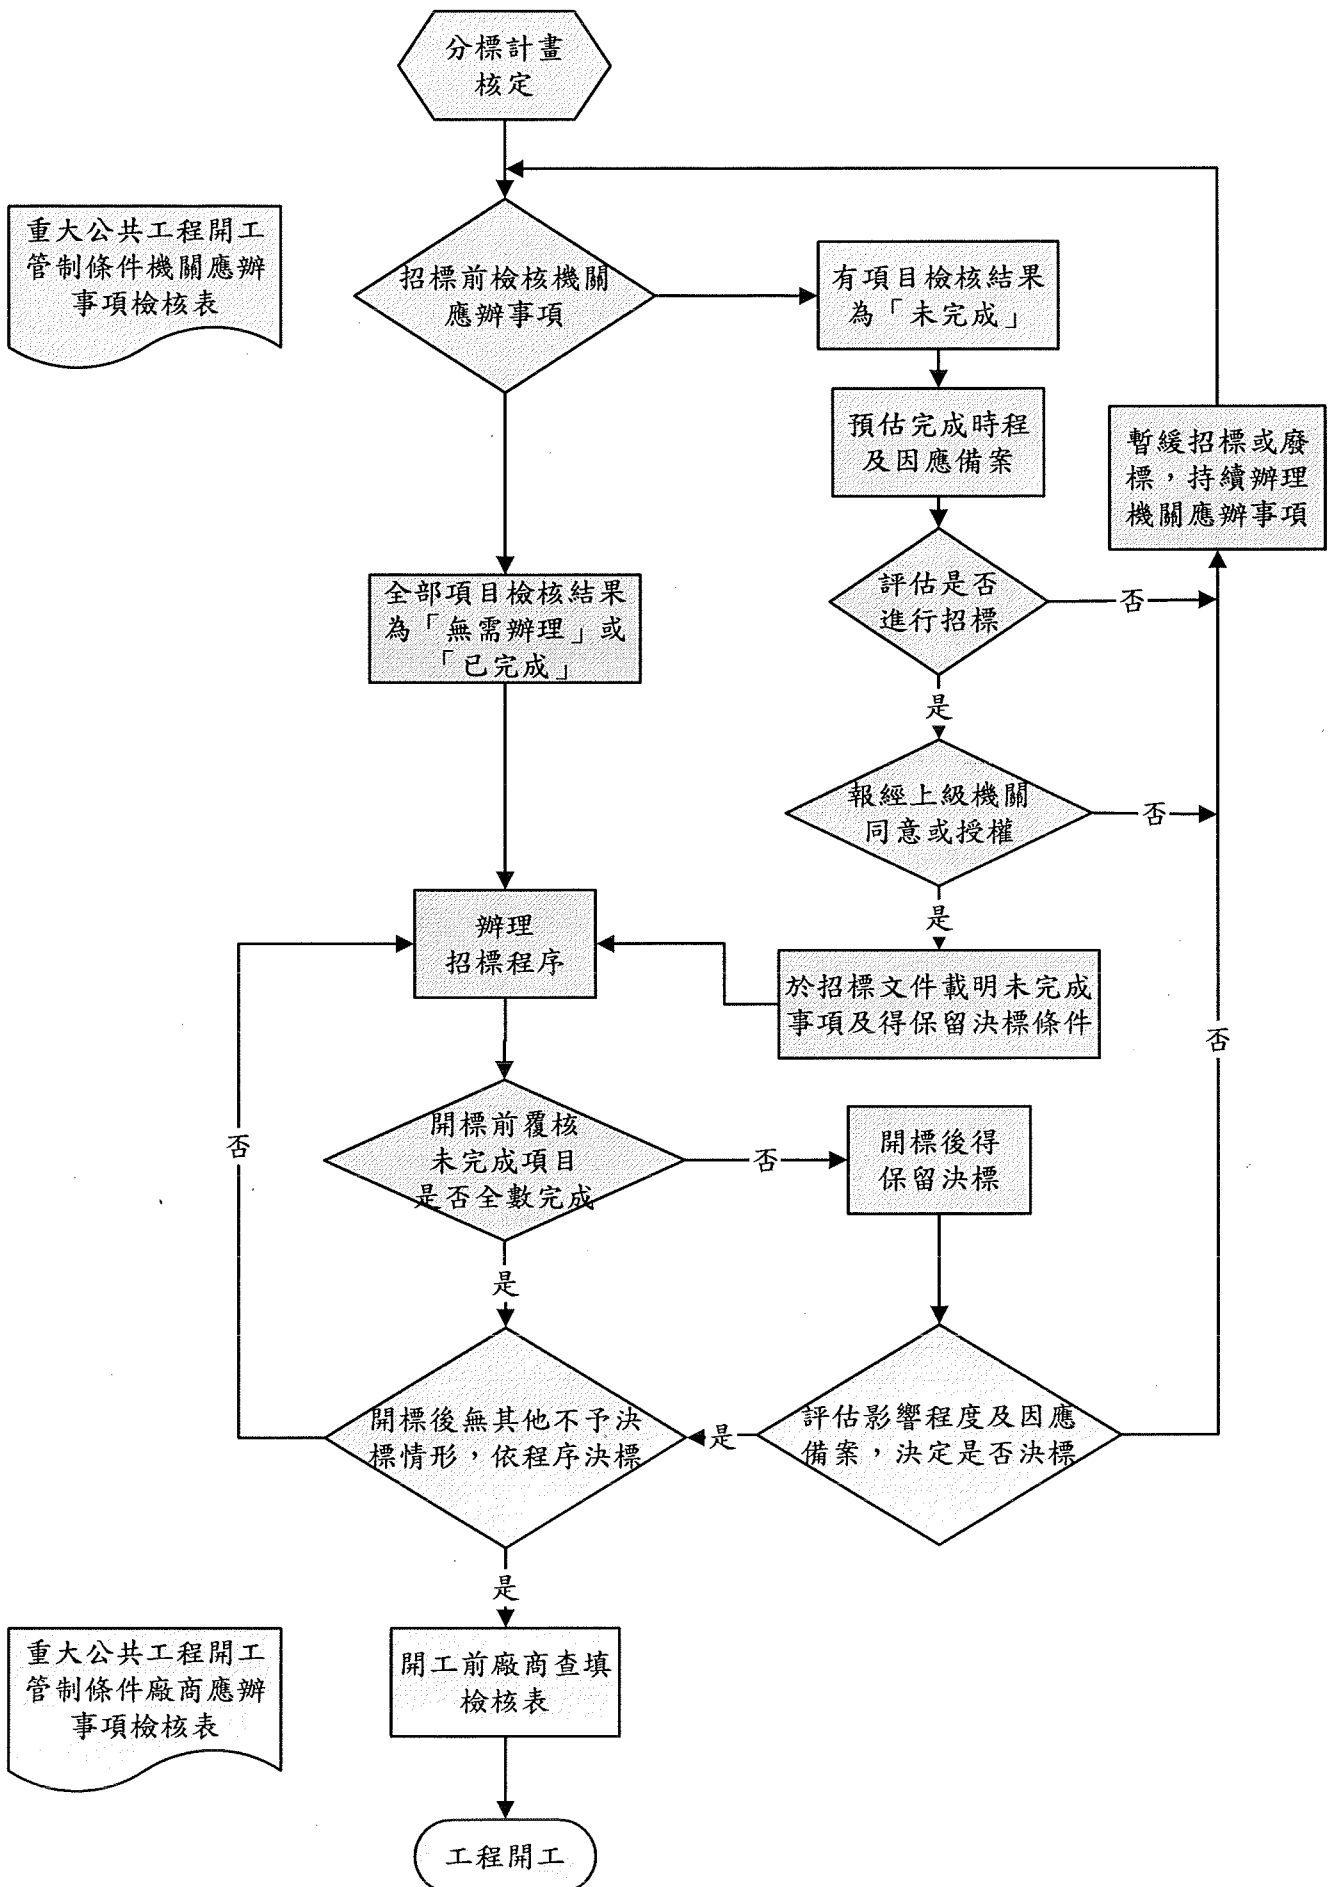 分標計畫
核定
重大公共工程開工
管制條件機關應辦
事項檢核表
招標前檢核機關
應辦事項
有項目檢核結果
為「未完成」
預估完成時程
及因應備案
暫緩招標或廢
標，持續辦理
機關應辦事項
全部項目檢核結果
為「無需辦理」或
「已完成」
評估是否
進行招標
否
是
報經上級機關
同意或授權
否
是
辦理
招標程序
於招標文件載明未完成
事項及得保留決標條件
否
開標前覆核
未完成項目
是否全數完成
否
開標後得
保留決標
否
是
開標後無其他不予決
標情形，依程序決標
是
評估影響程度及因應
備案，決定是否決標
是
重大公共工程開工
管制條件廠商應辦
事項檢核表
開工前廠商查填
檢核表
工程開工